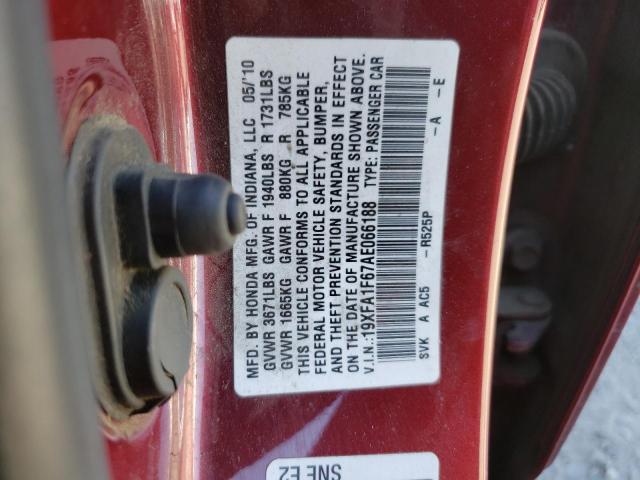 MFD. BY HONDA MFG. OF INDIANA, LLC 05/'10
GVWR 3671LBS GAWR F 1940LBS R 1731LBS
GVWR 1665KG GAWR F 880KG R 785KG
THIS VEHICLE CONFORMS TO ALL APPLICABLE
FEDERAL MOTOR VEHICLE SAFETY, BUMPER,
AND THEFT PREVENTION STANDARDS IN EFFECT
ON THE DATE OF MANUFACTURE SHOWN ABOVE.
V.I.N.:19XFA1F67AE066188 TYPE: PASSENGER CAR
SVK A AC5 -R525P -A -E
SNE E2